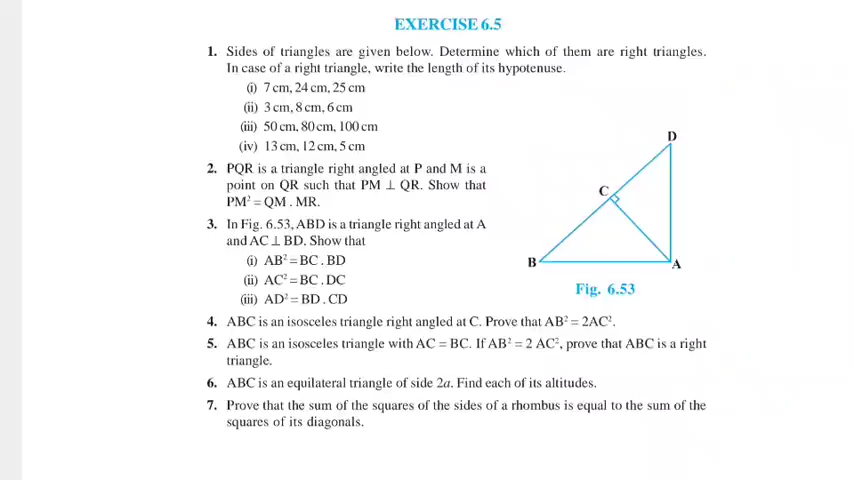 EXERCISE 6.5
1. Sides of triangles are given below. Determine which of them are right triangles.
In case of a right triangle, write the length of its hypotenuse.
(i) 7 cm, 24 cm, 25 cm
(ii) 3 cm, 8 cm, 6 cm
(iii) 50 cm, 80 cm, 100 cm
(iv) 13 cm, 12 cm, 5 cm
2. PQR is a triangle right angled at P and M is a
point on QR such that PM ⊥ QR. Show that
PM² = QM . MR.
3. In Fig. 6.53, ABD is a triangle right angled at A
and AC ⊥ BD. Show that
(i) AB² = BC . BD
(ii) AC² = BC . DC
(iii) AD² = BD . CD
D
C
B
A
Fig. 6.53
4. ABC is an isosceles triangle right angled at C. Prove that AB² = 2AC².
5. ABC is an isosceles triangle with AC = BC. If AB² = 2 AC², prove that ABC is a right
triangle.
6. ABC is an equilateral triangle of side 2a. Find each of its altitudes.
7. Prove that the sum of the squares of the sides of a rhombus is equal to the sum of the
squares of its diagonals.